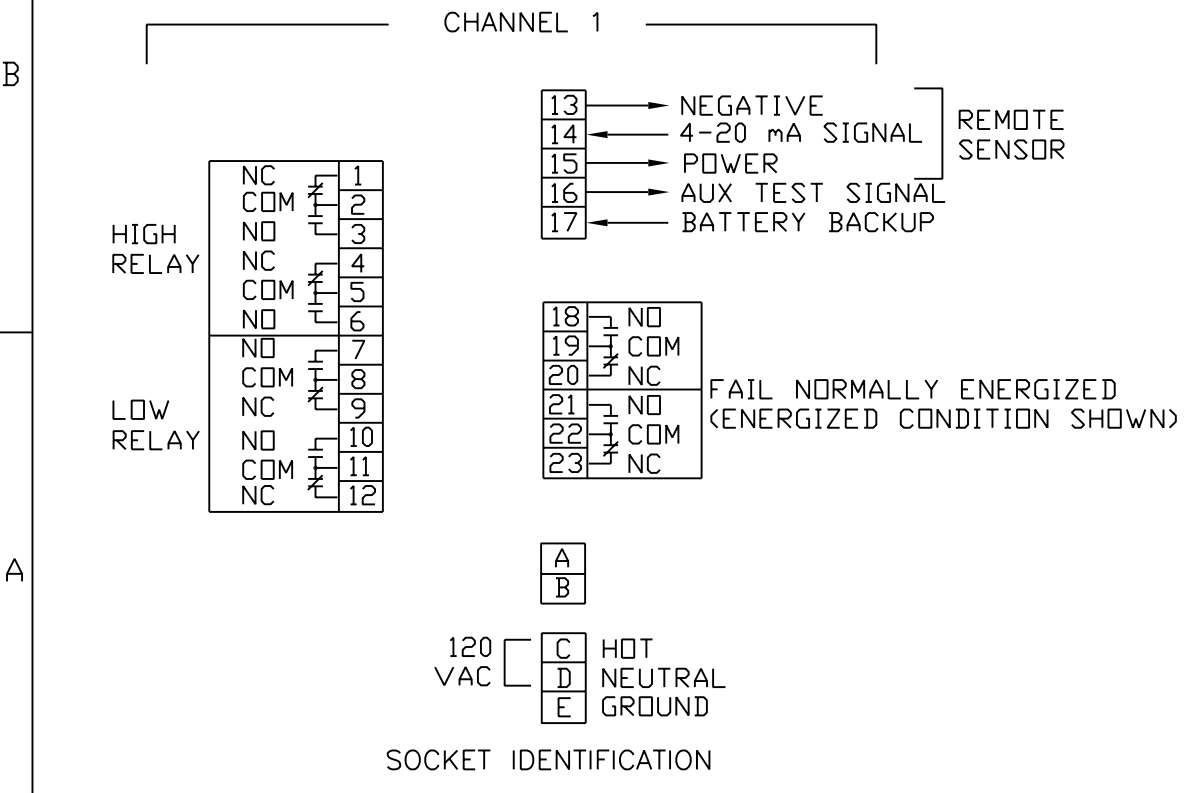 CHANNEL 1
B
13 NEGATIVE
14 4-20 mA SIGNAL
15 POWER
REMOTE
SENSOR
16 AUX TEST SIGNAL
17 BATTERY BACKUP
HIGH
RELAY
NC 1
COM 2
NO 3
NC 4
COM 5
NO 6
LOW
RELAY
NO 7
COM 8
NC 9
NO 10
COM 11
NC 12
18 NO
19 COM
20 NC
21 NO
22 COM
23 NC
FAIL NORMALLY ENERGIZED
(ENERGIZED CONDITION SHOWN)
A
A
B
120
VAC
C HOT
D NEUTRAL
E GROUND
SOCKET IDENTIFICATION